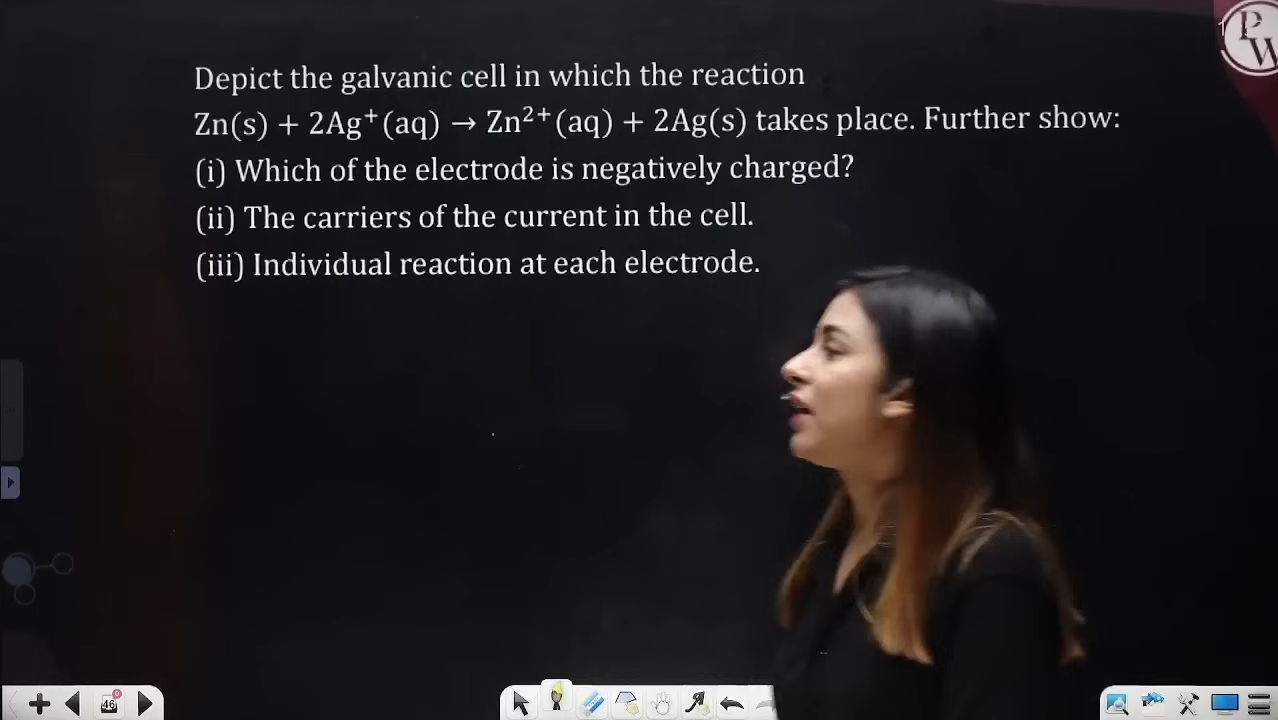 PW
Depict the galvanic cell in which the reaction
Zn(s) + 2Ag⁺(aq) → Zn²⁺(aq) + 2Ag(s) takes place. Further show:
(i) Which of the electrode is negatively charged?
(ii) The carriers of the current in the cell.
(iii) Individual reaction at each electrode.
46